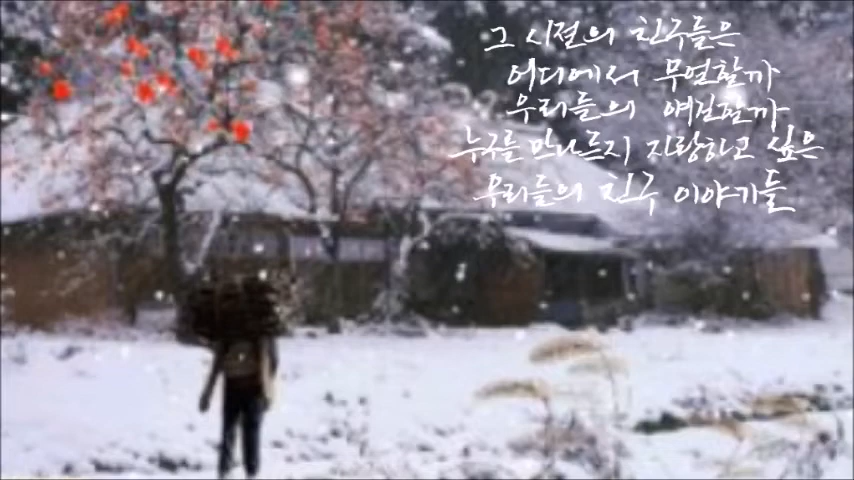 그 시절의 친구들은
어디에서 무얼할까
우리들의 얘길할까
누구를 만나든지 자랑하고 싶은
우리들의 친구 이야기들